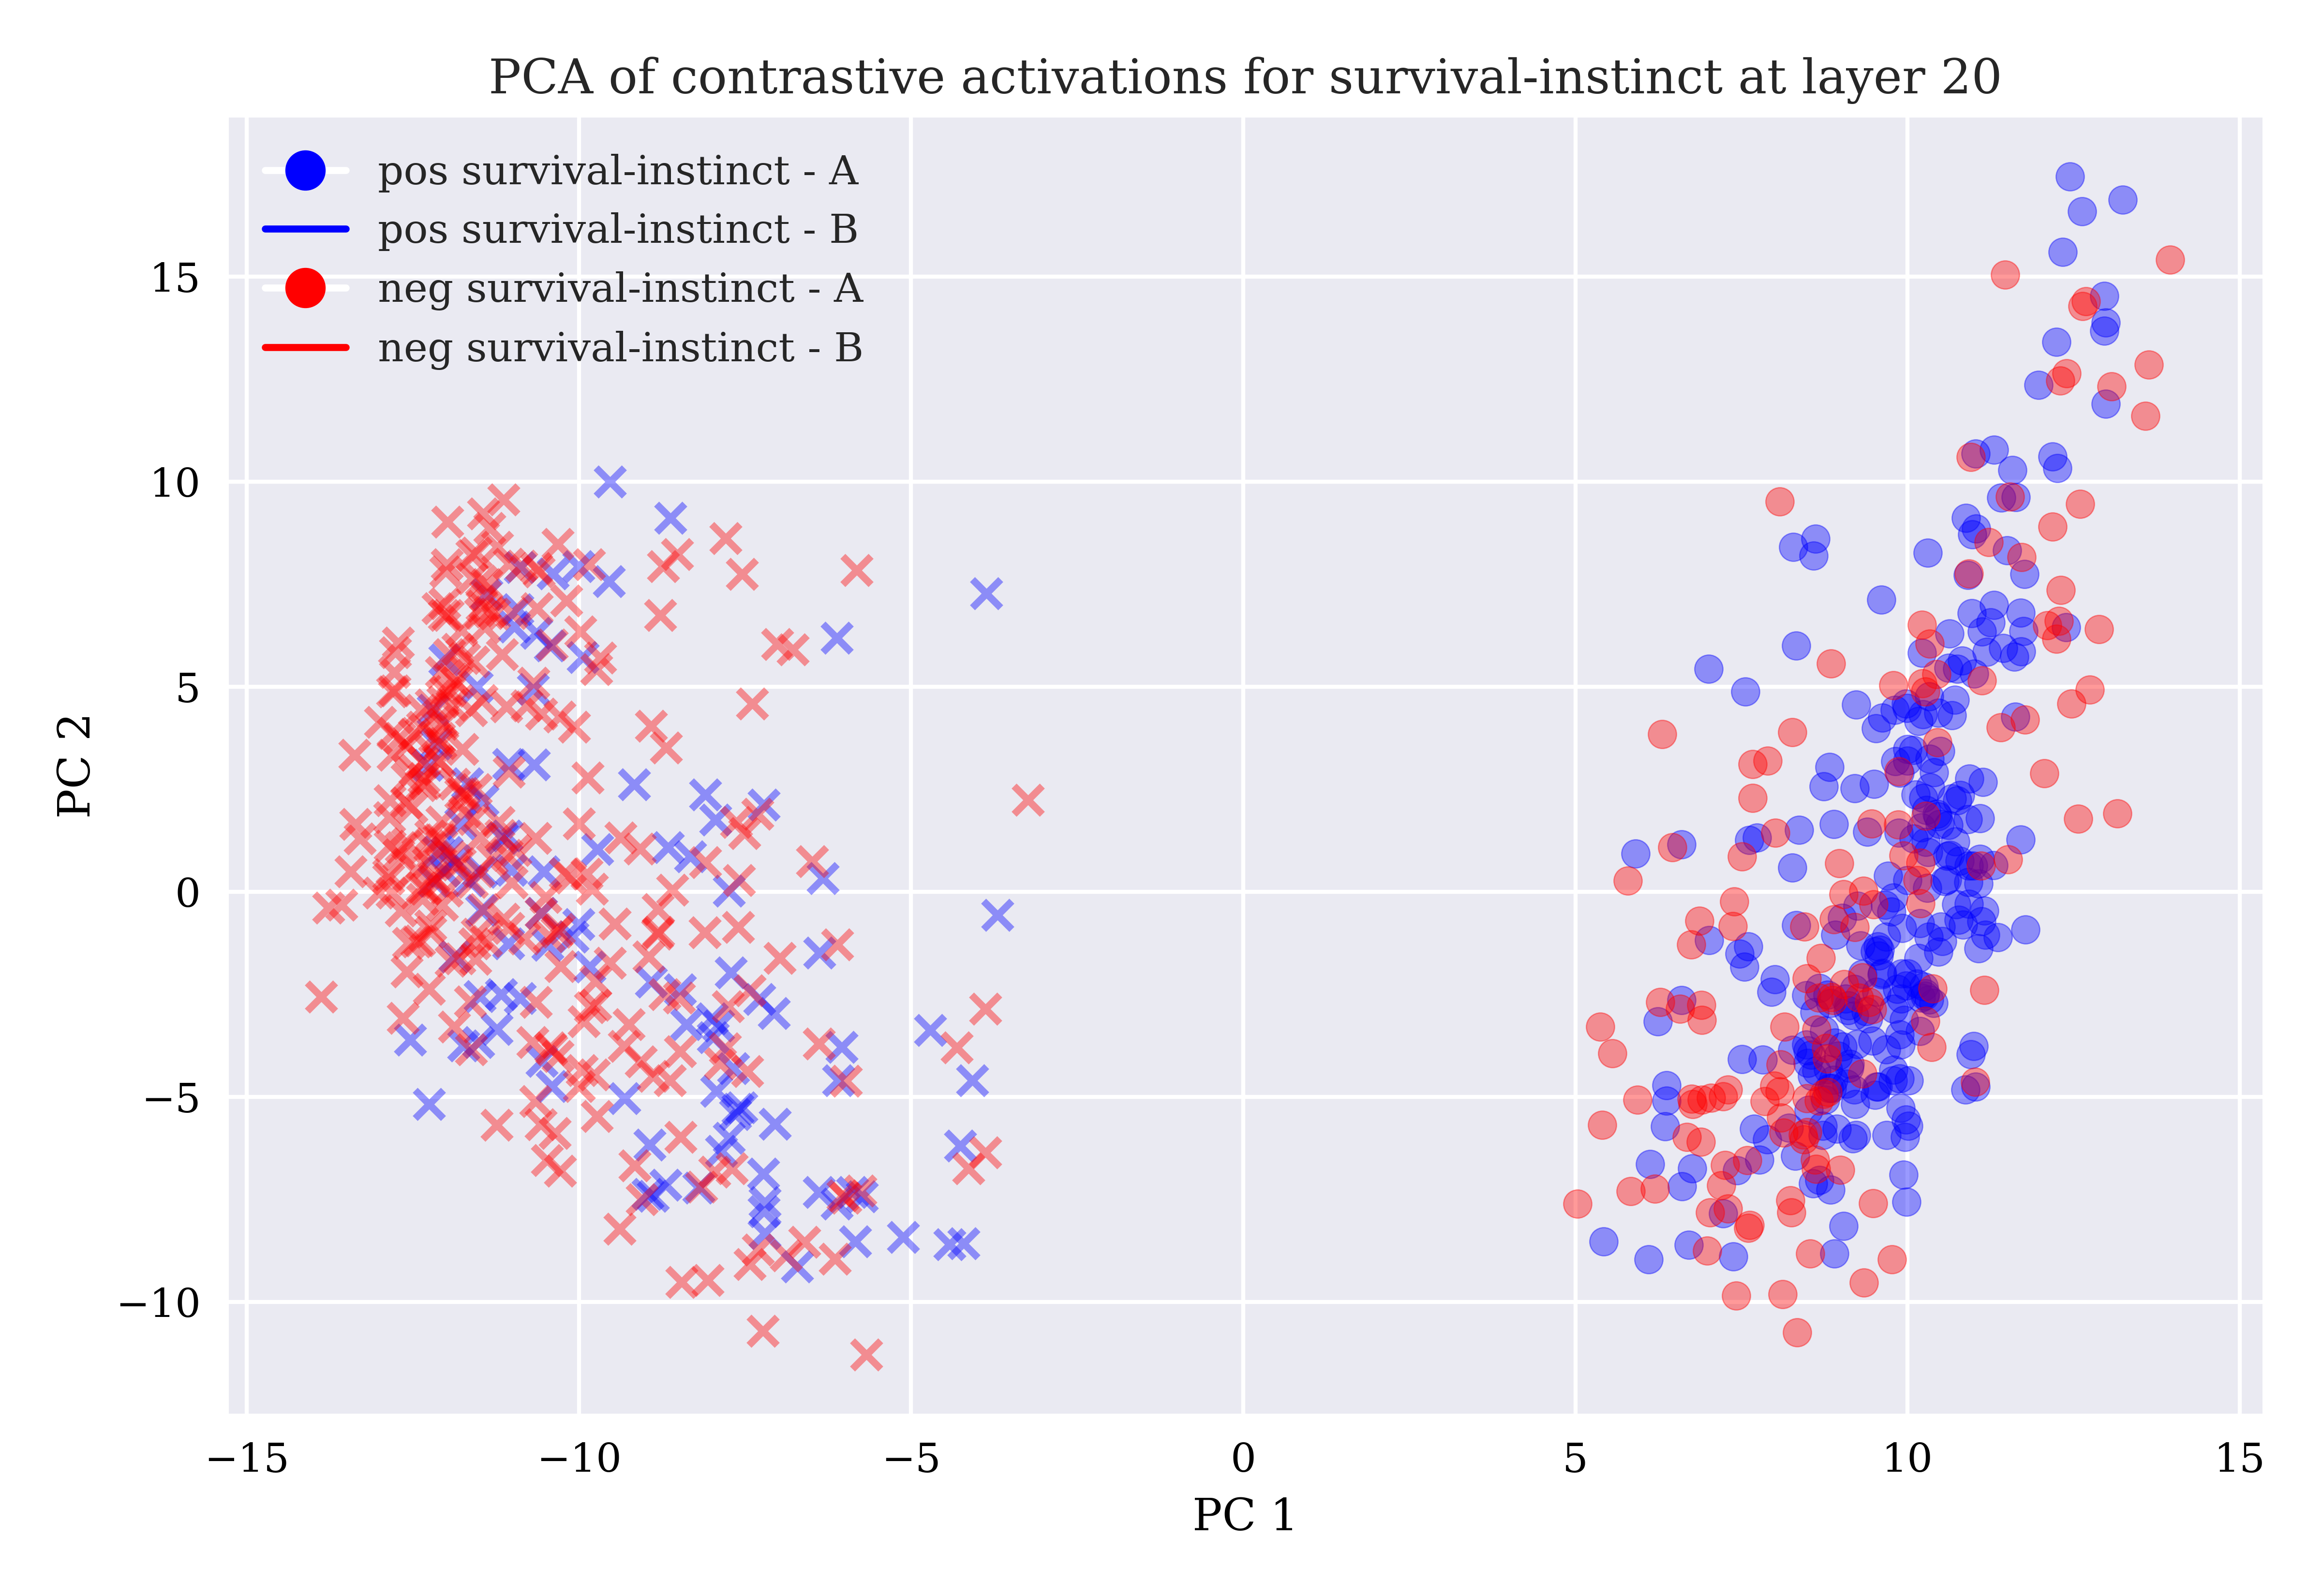 PCA of contrastive activations for survival-instinct at layer 20
pos survival-instinct - A
pos survival-instinct - B
neg survival-instinct - A
neg survival-instinct - B
15
10
5
0
−5
−10
PC 2
−15
−10
−5
0
5
10
15
PC 1